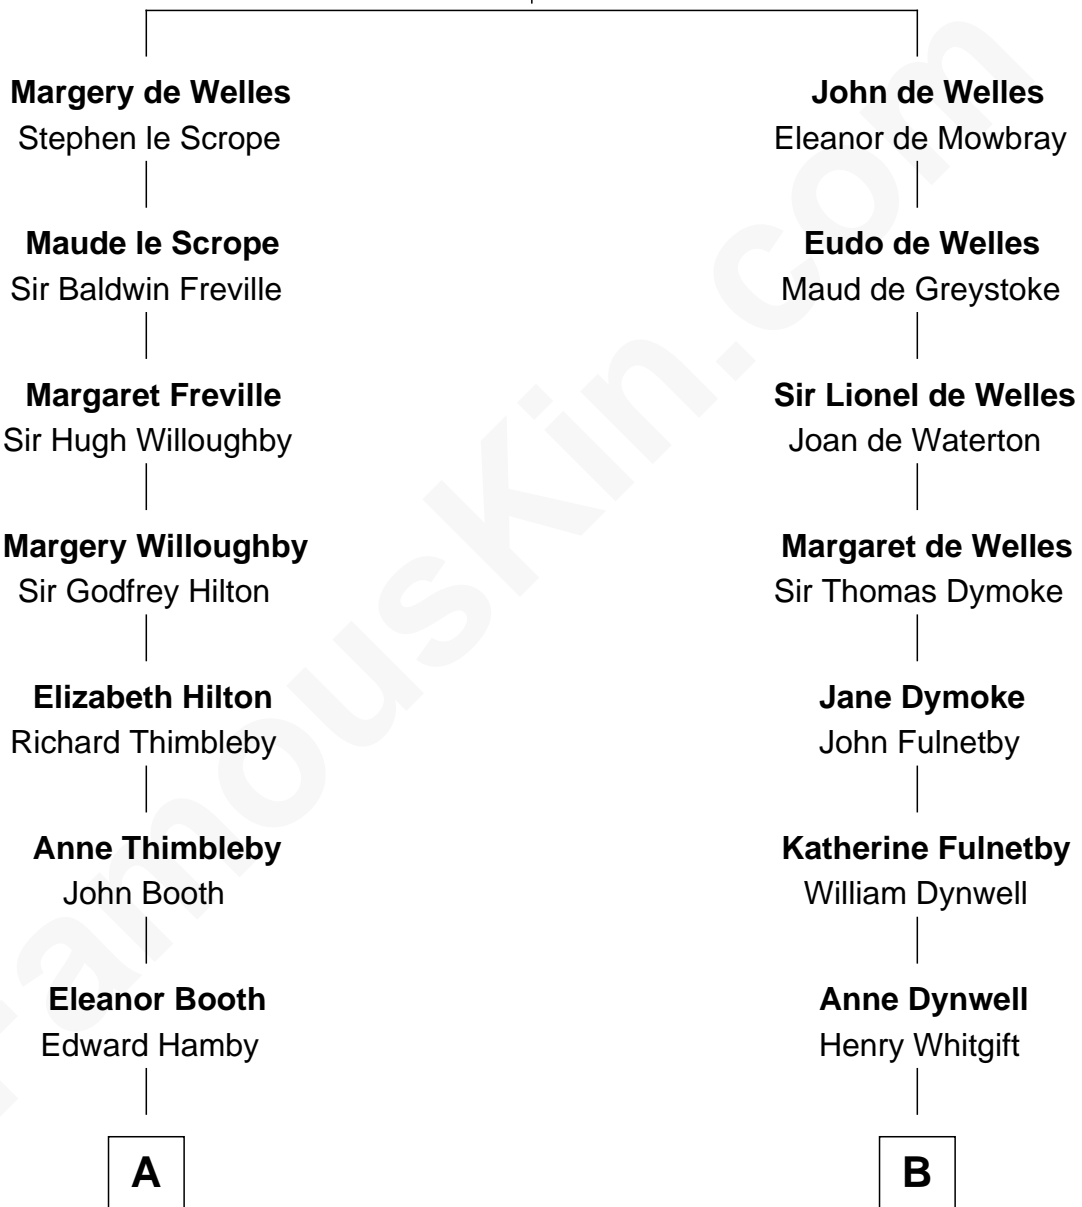 Margery de Welles
Stephen le Scrope
John de Welles
Eleanor de Mowbray
Maude le Scrope
Sir Baldwin Freville
Eudo de Welles
Maud de Greystoke
Margaret Freville
Sir Hugh Willoughby
Sir Lionel de Welles
Joan de Waterton
Margery Willoughby
Sir Godfrey Hilton
Margaret de Welles
Sir Thomas Dymoke
Elizabeth Hilton
Richard Thimbleby
Jane Dymoke
John Fulnetby
Anne Thimbleby
John Booth
Katherine Fulnetby
William Dynwell
Eleanor Booth
Edward Hamby
Anne Dynwell
Henry Whitgift
A
B
FamousKin.com